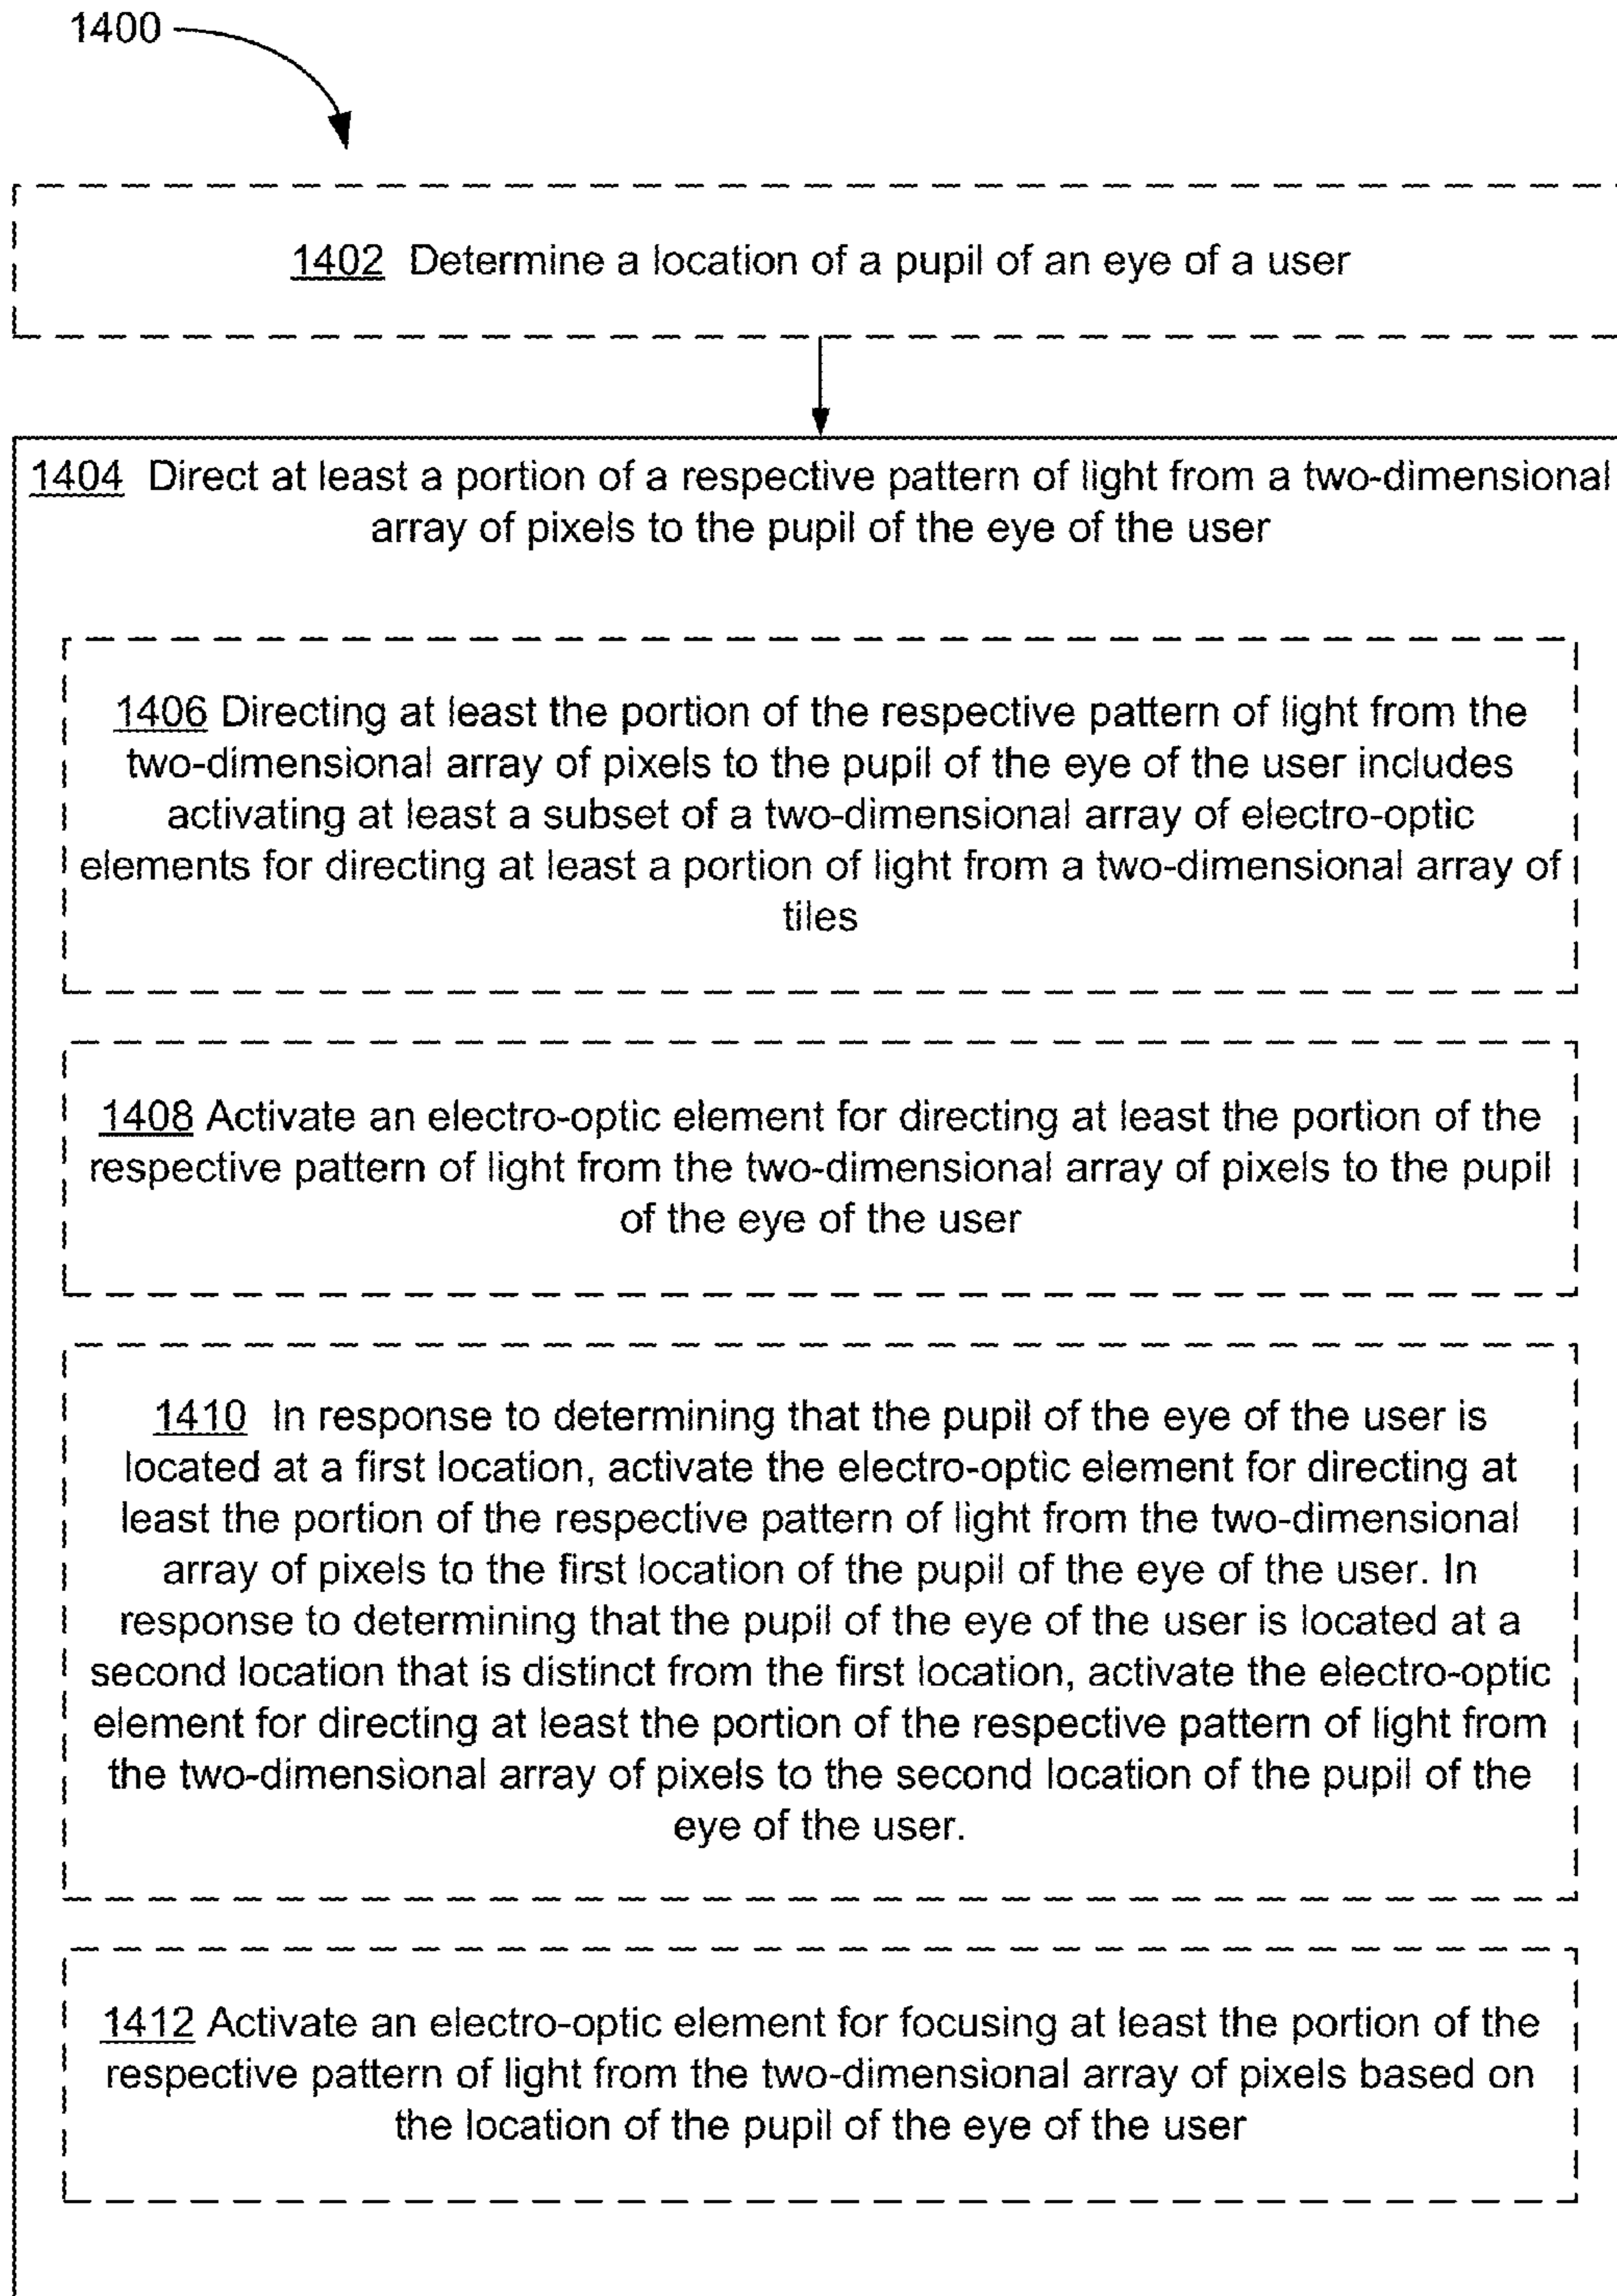 1400
1402 Determine a location of a pupil of an eye of a user
1404 Direct at least a portion of a respective pattern of light from a two-dimensional
array of pixels to the pupil of the eye of the user
1406 Directing at least the portion of the respective pattern of light from the
two-dimensional array of pixels to the pupil of the eye of the user includes
activating at least a subset of a two-dimensional array of electro-optic
elements for directing at least a portion of light from a two-dimensional array of
tiles
1408 Activate an electro-optic element for directing at least the portion of the
respective pattern of light from the two-dimensional array of pixels to the pupil
of the eye of the user
1410 In response to determining that the pupil of the eye of the user is
located at a first location, activate the electro-optic element for directing at
least the portion of the respective pattern of light from the two-dimensional
array of pixels to the first location of the pupil of the eye of the user. In
response to determining that the pupil of the eye of the user is located at a
second location that is distinct from the first location, activate the electro-optic
element for directing at least the portion of the respective pattern of light from
the two-dimensional array of pixels to the second location of the pupil of the
eye of the user.
1412 Activate an electro-optic element for focusing at least the portion of the
respective pattern of light from the two-dimensional array of pixels based on
the location of the pupil of the eye of the user